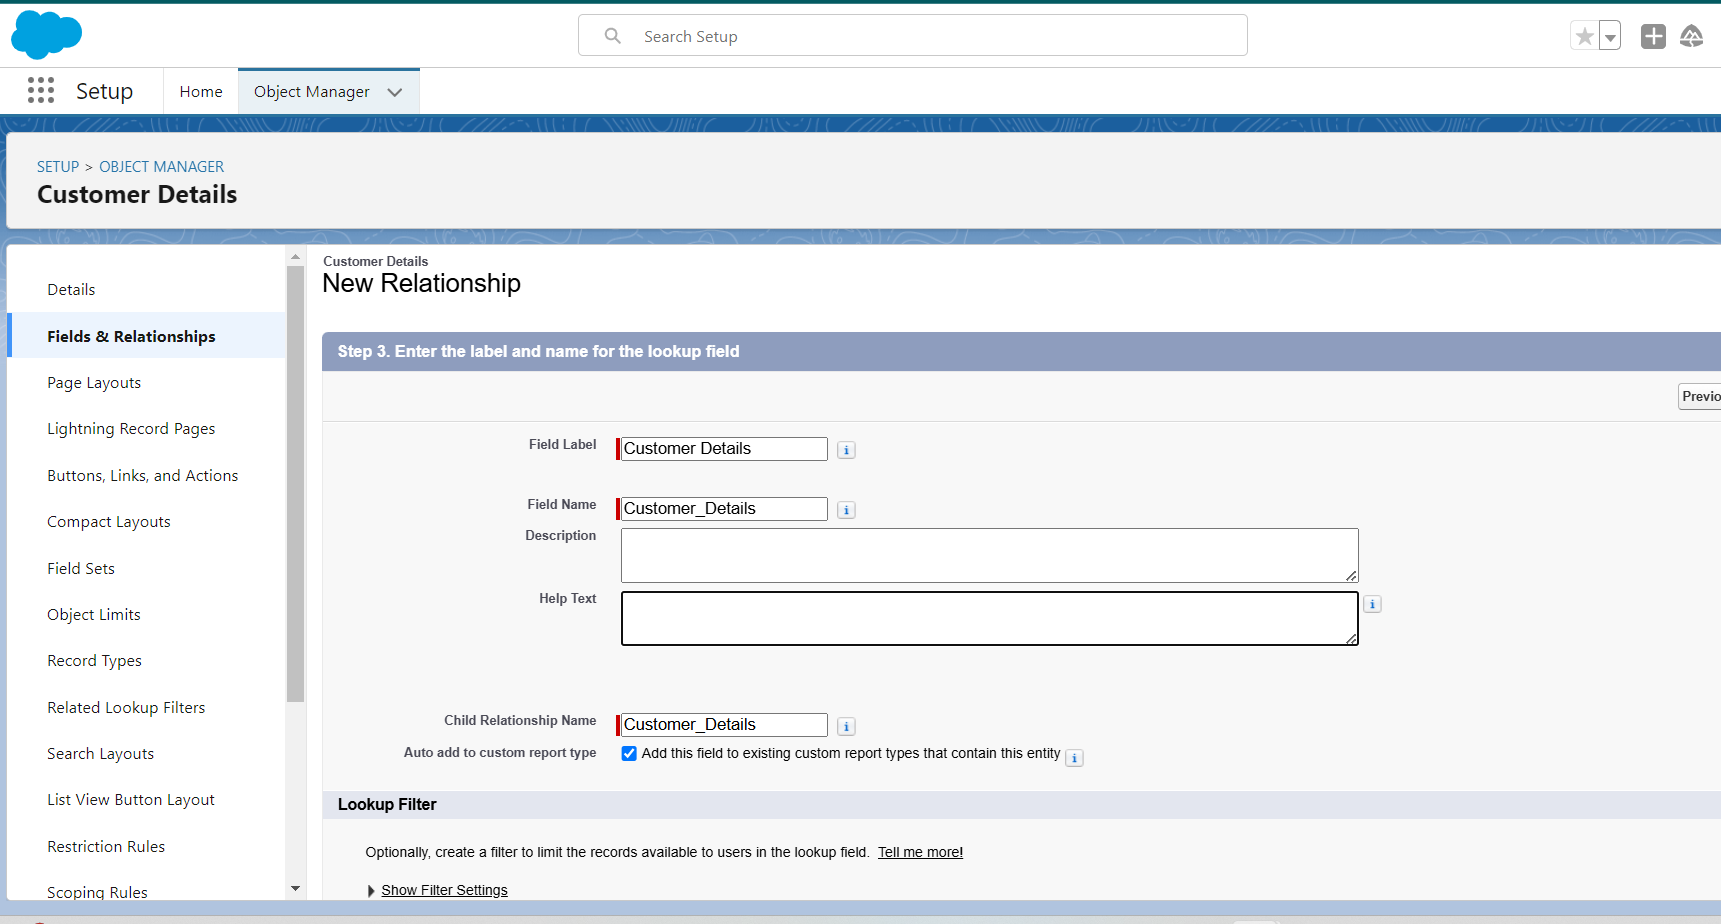 Search Setup
Setup
Home
Object Manager
SETUP > OBJECT MANAGER
Customer Details
Details
Fields & Relationships
Page Layouts
Lightning Record Pages
Buttons, Links, and Actions
Compact Layouts
Field Sets
Object Limits
Record Types
Related Lookup Filters
Search Layouts
List View Button Layout
Restriction Rules
Scoping Rules
Customer Details
New Relationship
Step 3. Enter the label and name for the lookup field
Previo
Field Label Customer Details
Field Name Customer_Details
Description
Help Text
Child Relationship Name Customer_Details
Auto add to custom report type Add this field to existing custom report types that contain this entity
Lookup Filter
Optionally, create a filter to limit the records available to users in the lookup field. Tell me more!
Show Filter Settings